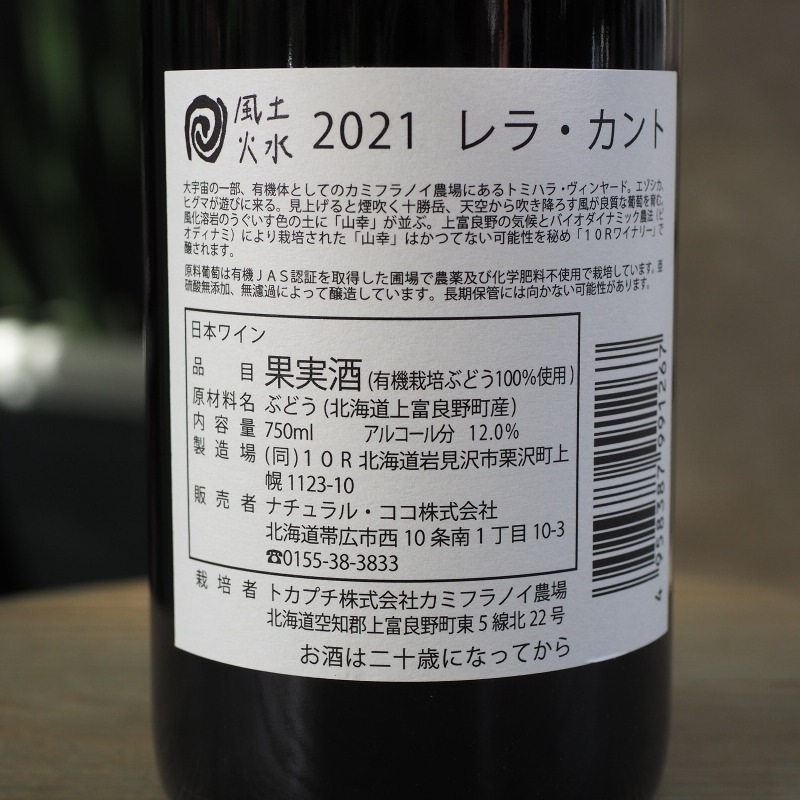 風土
火水
2021 レラ・カント
大宇宙の一部、有機体としてのカミフラノイ農場にあるトミハラ・ヴィンヤード。エゾシカ、
ヒグマが遊びに来る。見上げると煙吹く十勝岳、天空から吹き降ろす風が良質な葡萄を育む。
風化溶岩のうぐいす色の土に「山幸」が並ぶ。上富良野の気候とバイオダイナミック農法（ビ
オディナミ）により栽培された「山幸」はかつてない可能性を秘め「10Rワイナリー」で
醸されます。
原料葡萄は有機JAS認証を取得した圃場で農薬及び化学肥料不使用で栽培しています。亜
硫酸無添加、無濾過によって醸造しています。長期保管には向かない可能性があります。
日本ワイン
品目 果実酒 (有機栽培ぶどう100%使用)
原材料名 ぶどう (北海道上富良野町産)
内容量 750ml アルコール分 12.0%
製造場 (同)10R 北海道岩見沢市栗沢町上
幌 1123-10
販売者 ナチュラル・ココ株式会社
北海道帯広市西 10 条南 1 丁目 10-3
☎0155-38-3833
栽培者 トカプチ株式会社カミフラノイ農場
北海道空知郡上富良野町東 5 線北 22 号
お酒は二十歳になってから
4 958387 991267